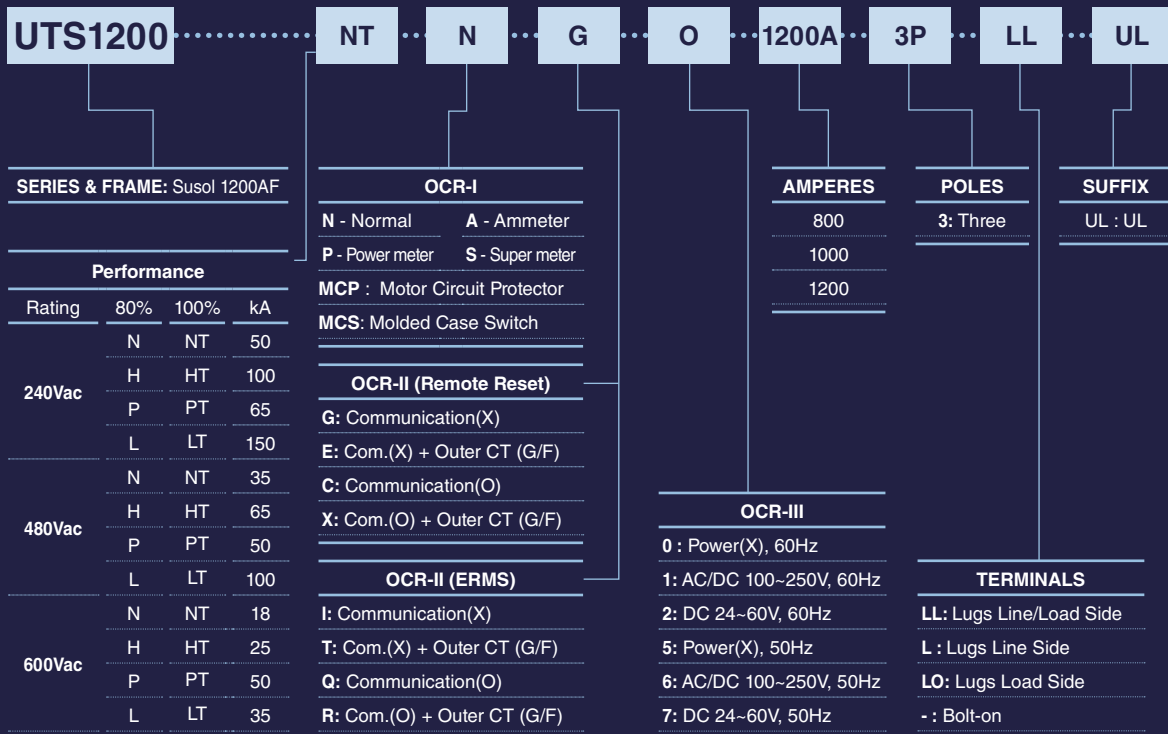 UTS1200 NT N G O 1200A 3P LL UL
SERIES & FRAME: Susol 1200AF
Performance
Rating 80% 100% kA
240Vac
N NT 50
H HT 100
P PT 65
L LT 150
480Vac
N NT 35
H HT 65
P PT 50
L LT 100
600Vac
N NT 18
H HT 25
P PT 50
L LT 35
OCR-I
N - Normal A - Ammeter
P - Power meter S - Super meter
MCP : Motor Circuit Protector
MCS: Molded Case Switch
OCR-II (Remote Reset)
G: Communication(X)
E: Com.(X) + Outer CT (G/F)
C: Communication(O)
X: Com.(O) + Outer CT (G/F)
OCR-II (ERMS)
I: Communication(X)
T: Com.(X) + Outer CT (G/F)
Q: Communication(O)
R: Com.(O) + Outer CT (G/F)
OCR-III
0 : Power(X), 60Hz
1: AC/DC 100~250V, 60Hz
2: DC 24~60V, 60Hz
5: Power(X), 50Hz
6: AC/DC 100~250V, 50Hz
7: DC 24~60V, 50Hz
AMPERES
800
1000
1200
POLES
3: Three
TERMINALS
LL: Lugs Line/Load Side
L : Lugs Line Side
LO: Lugs Load Side
- : Bolt-on
SUFFIX
UL : UL